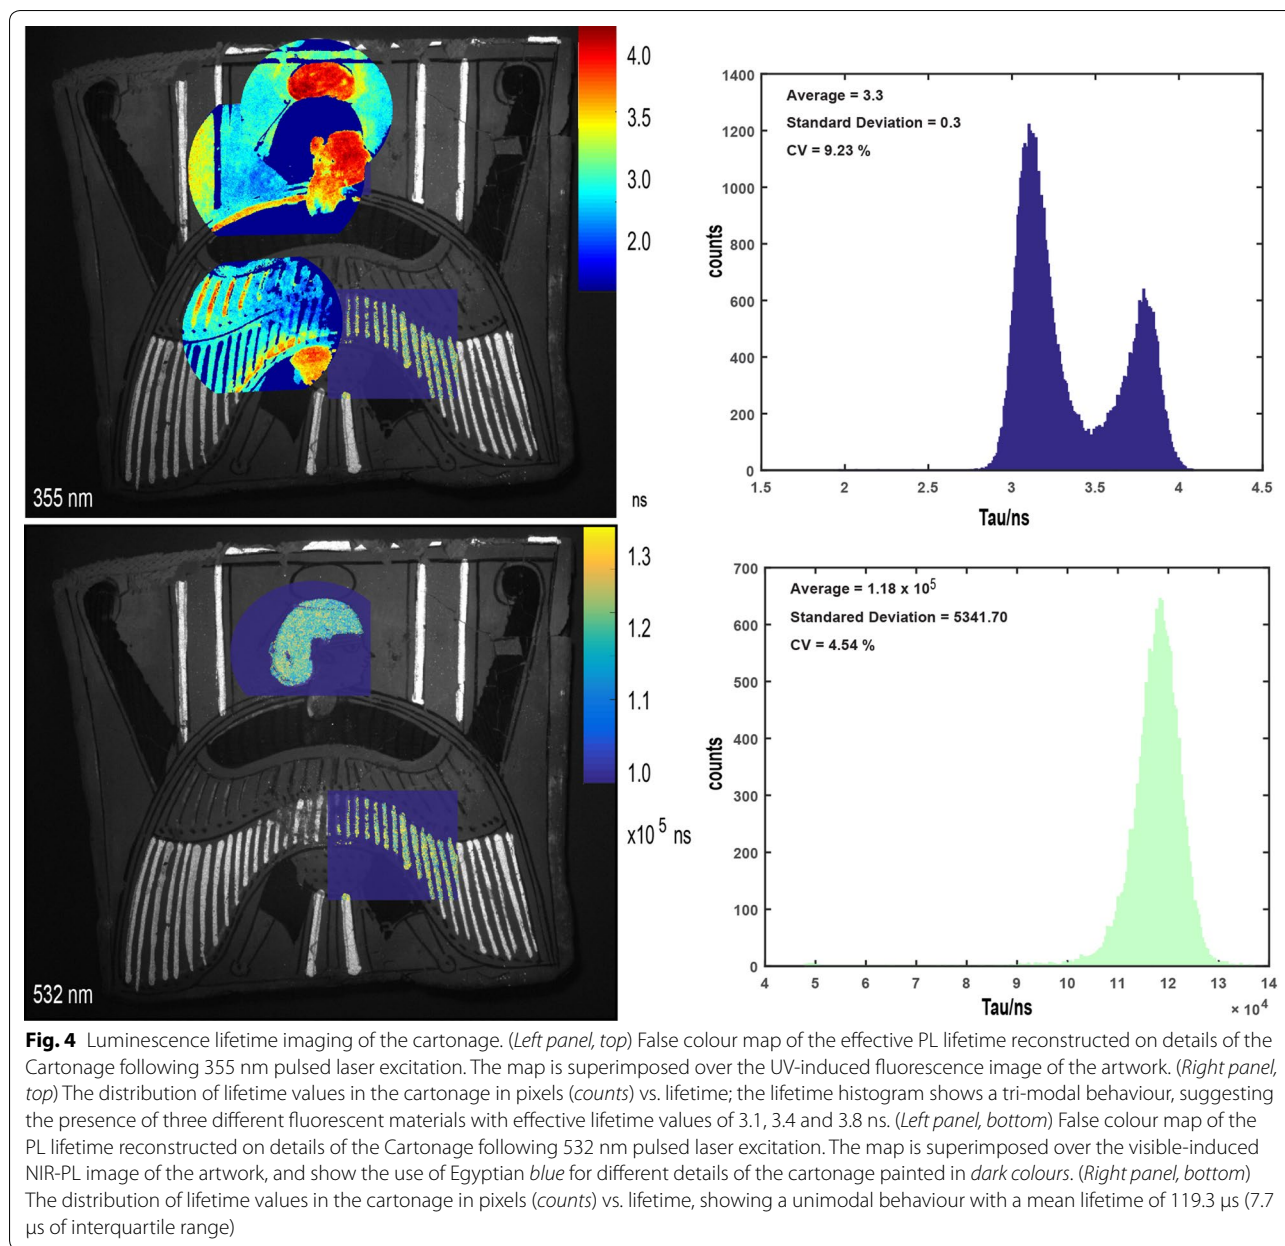 4.0
3.5
3.0
2.0
355 nm
ns
1400
1200
1000
800
600
400
200
0
counts
Average = 3.3
Standard Deviation = 0.3
CV = 9.23 %
1.5 2 2.5 3 3.5 4 4.5
Tau/ns
1.3
1.2
1.1
1.0
x10 5 ns
532 nm
700
600
500
400
300
200
100
0
counts
Average = 1.18 x 105
Standared Deviation = 5341.70
CV = 4.54 %
4 5 6 7 8 9 10 11 12 13 14
Tau/ns
× 10 4
Fig. 4 Luminescence lifetime imaging of the cartonage. (Left panel, top) False colour map of the effective PL lifetime reconstructed on details of the
Cartonage following 355 nm pulsed laser excitation. The map is superimposed over the UV-induced fluorescence image of the artwork. (Right panel,
top) The distribution of lifetime values in the cartonage in pixels (counts) vs. lifetime; the lifetime histogram shows a tri-modal behaviour, suggesting
the presence of three different fluorescent materials with effective lifetime values of 3.1, 3.4 and 3.8 ns. (Left panel, bottom) False colour map of the
PL lifetime reconstructed on details of the Cartonage following 532 nm pulsed laser excitation. The map is superimposed over the visible-induced
NIR-PL image of the artwork, and show the use of Egyptian blue for different details of the cartonage painted in dark colours. (Right panel, bottom)
The distribution of lifetime values in the cartonage in pixels (counts) vs. lifetime, showing a unimodal behaviour with a mean lifetime of 119.3 µs (7.7
µs of interquartile range)